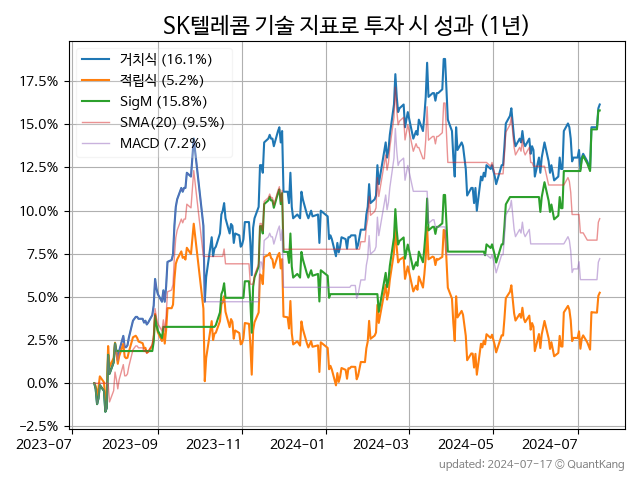 SK텔레콤 기술 지표로 투자 시 성과 (1년)
거치식 (16.1%)
적립식 (5.2%)
SigM (15.8%)
SMA(20) (9.5%)
MACD (7.2%)
17.5%
15.0%
12.5%
10.0%
7.5%
5.0%
2.5%
0.0%
−2.5%
2023-07 2023-09 2023-11 2024-01 2024-03 2024-05 2024-07
updated: 2024-07-17 © QuantKang